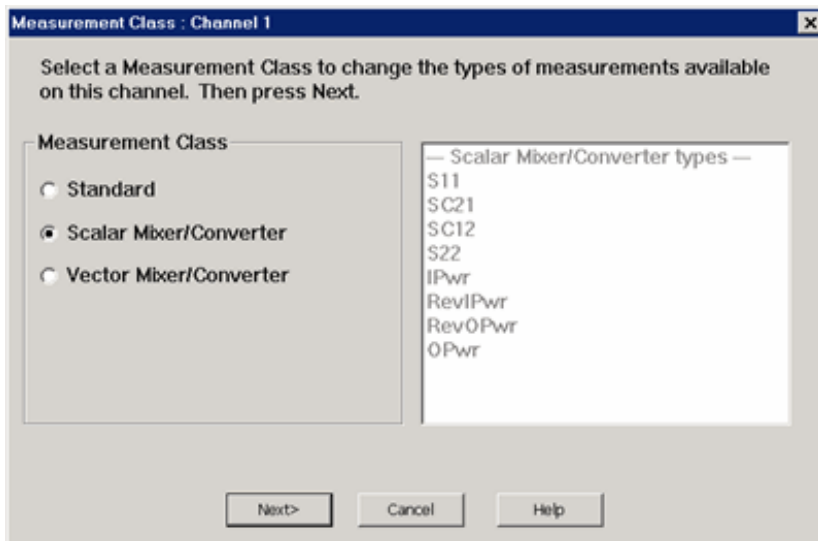 Measurement Class : Channel 1
Select a Measurement Class to change the types of measurements available
on this channel. Then press Next.
Measurement Class
Standard
Scalar Mixer/Converter
Vector Mixer/Converter
— Scalar Mixer/Converter types —
S11
SC21
SC12
S22
IPwr
RevIPwr
RevOPwr
OPwr
Next>
Cancel
Help